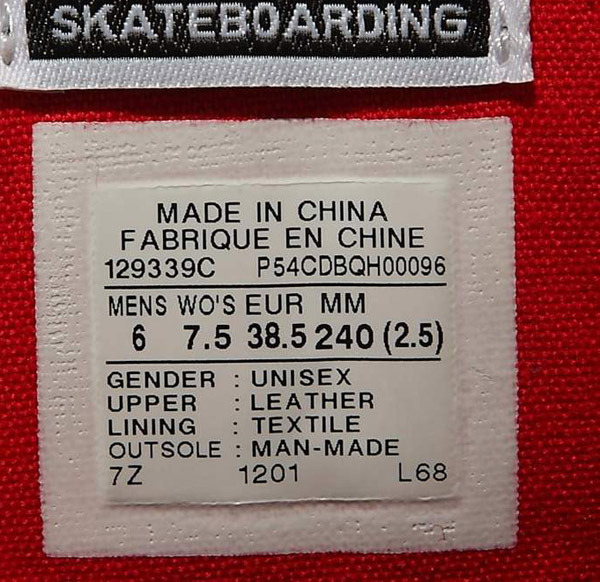 SKATEBOARDING
MADE IN CHINA
FABRIQUE EN CHINE
129339C P54CDBQH00096
MENS WO'S EUR MM
6 7.5 38.5 240 (2.5)
GENDER : UNISEX
UPPER : LEATHER
LINING : TEXTILE
OUTSOLE : MAN-MADE
7Z 1201 L68